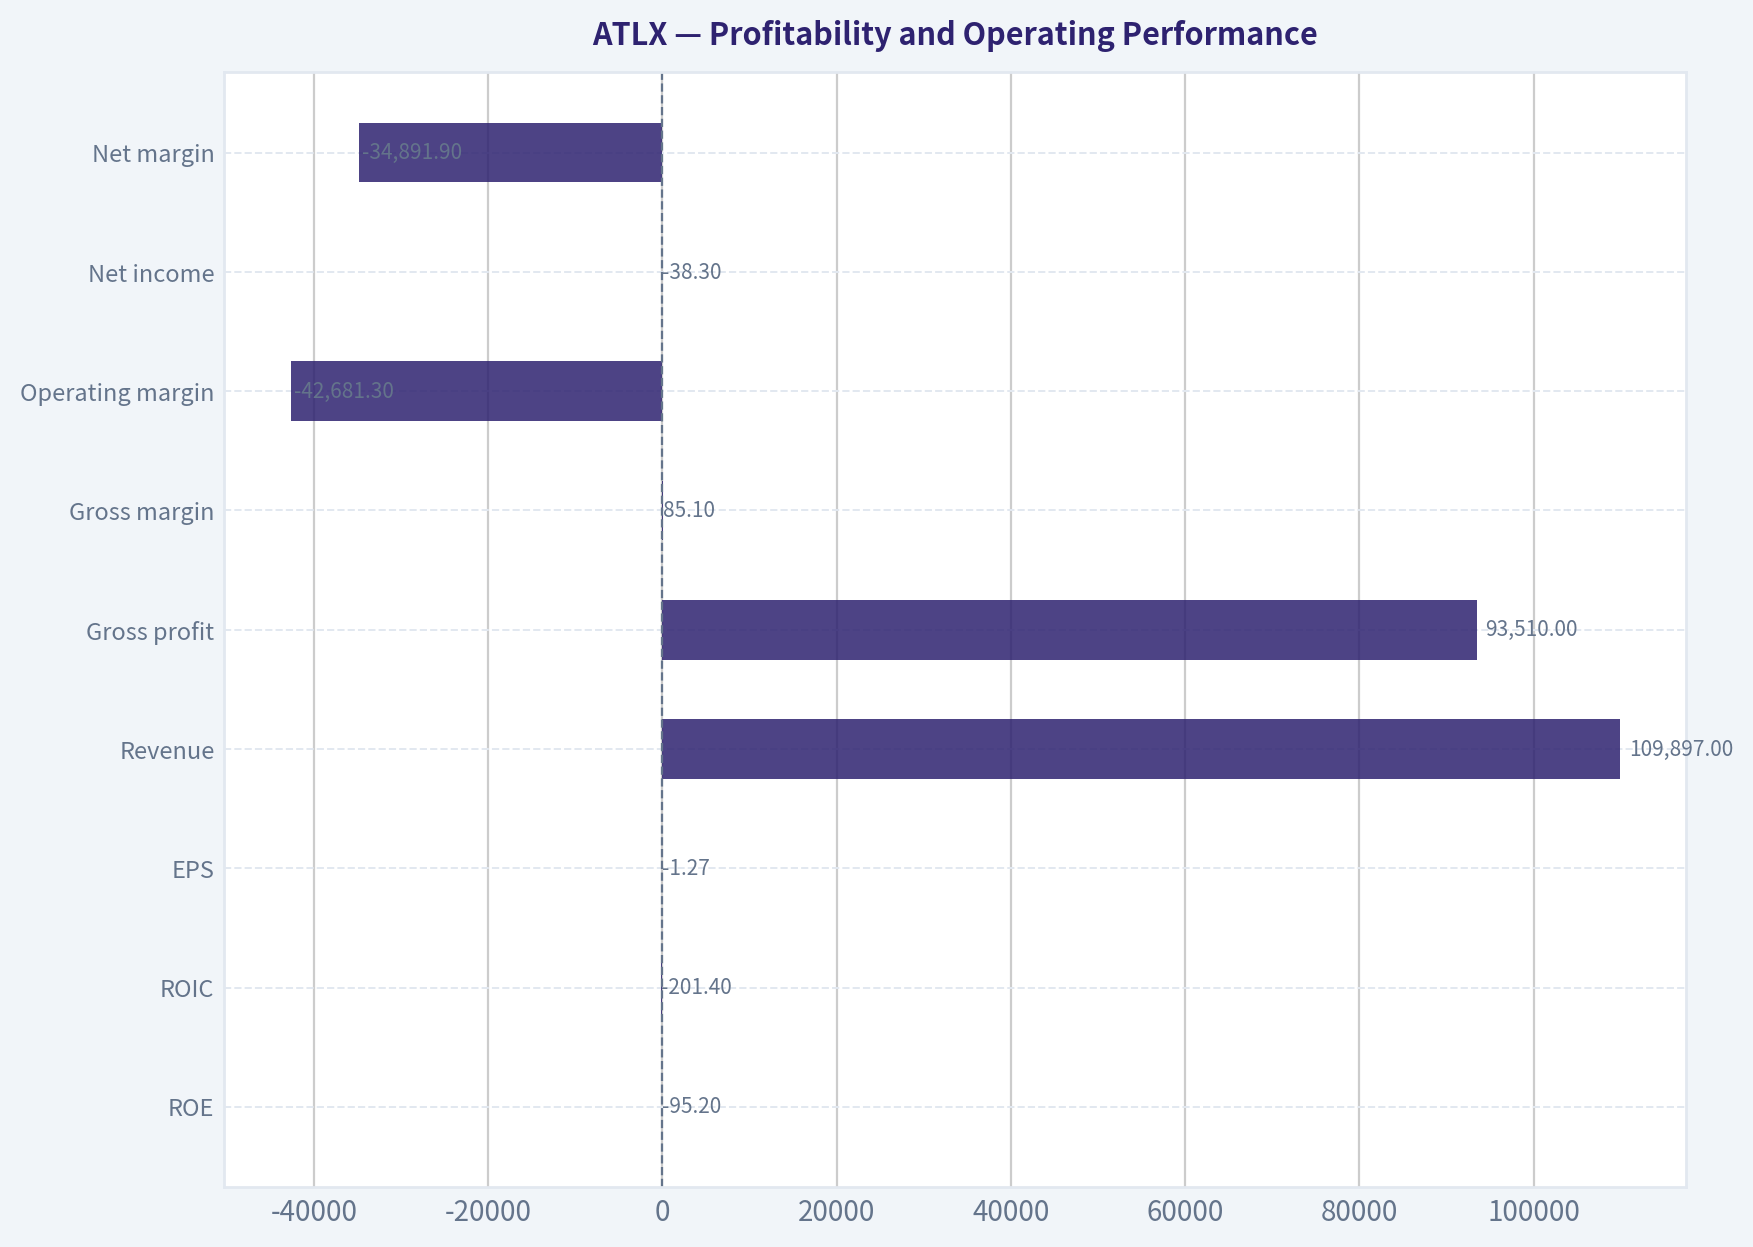 ATLX — Profitability and Operating Performance
Net margin
-34,891.90
Net income
-38.30
Operating margin
-42,681.30
Gross margin
85.10
Gross profit
93,510.00
Revenue
109,897.00
EPS
-1.27
ROIC
-201.40
ROE
-95.20
-40000 -20000 0 20000 40000 60000 80000 100000